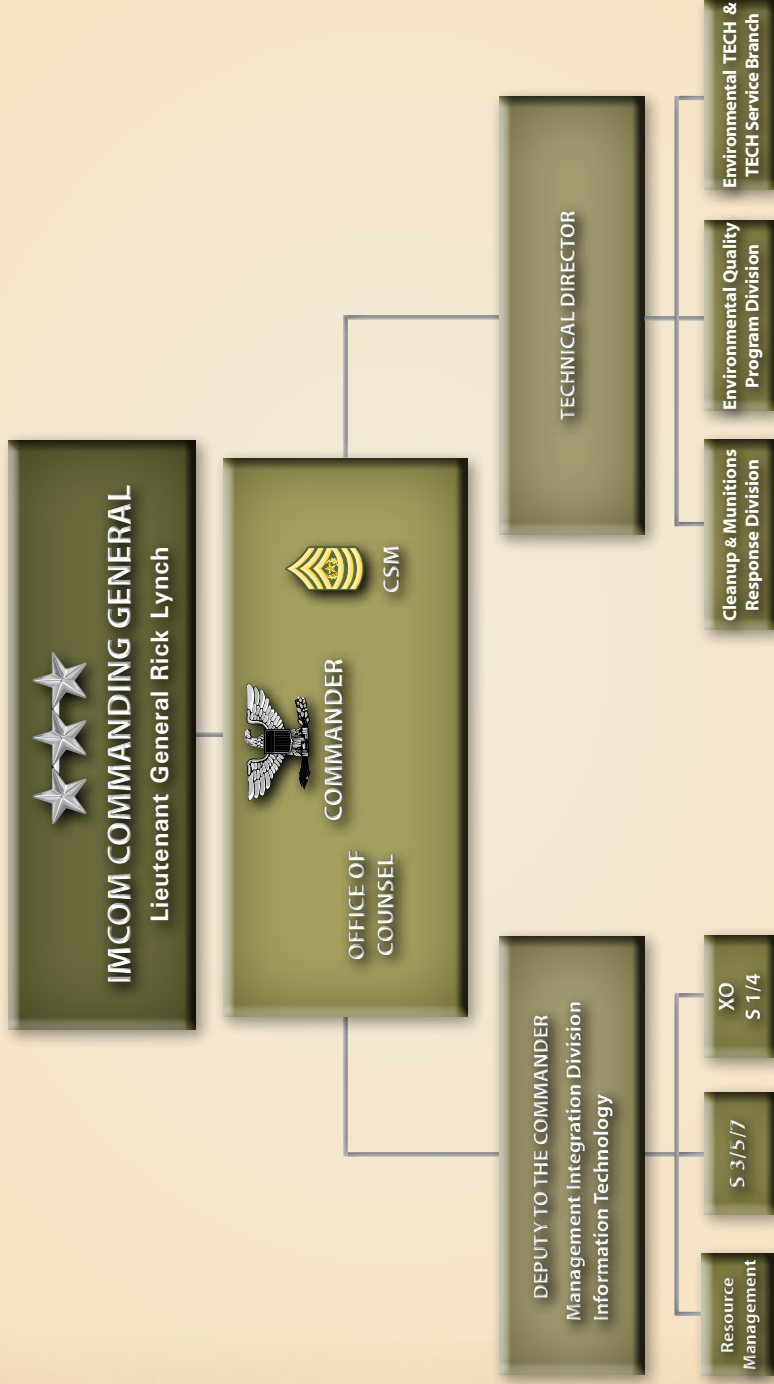 IMCOM COMMANDING GENERAL
Lieutenant General Rick Lynch
OFFICE OF
COUNSEL
COMMANDER
CSM
DEPUTY TO THE COMMANDER
Management Integration Division
Information Technology
TECHNICAL DIRECTOR
Resource
Management
S 3/5/7
XO
S 1/4
Cleanup & Munitions
Response Division
Environmental Quality
Program Division
Environmental TECH &
TECH Service Branch